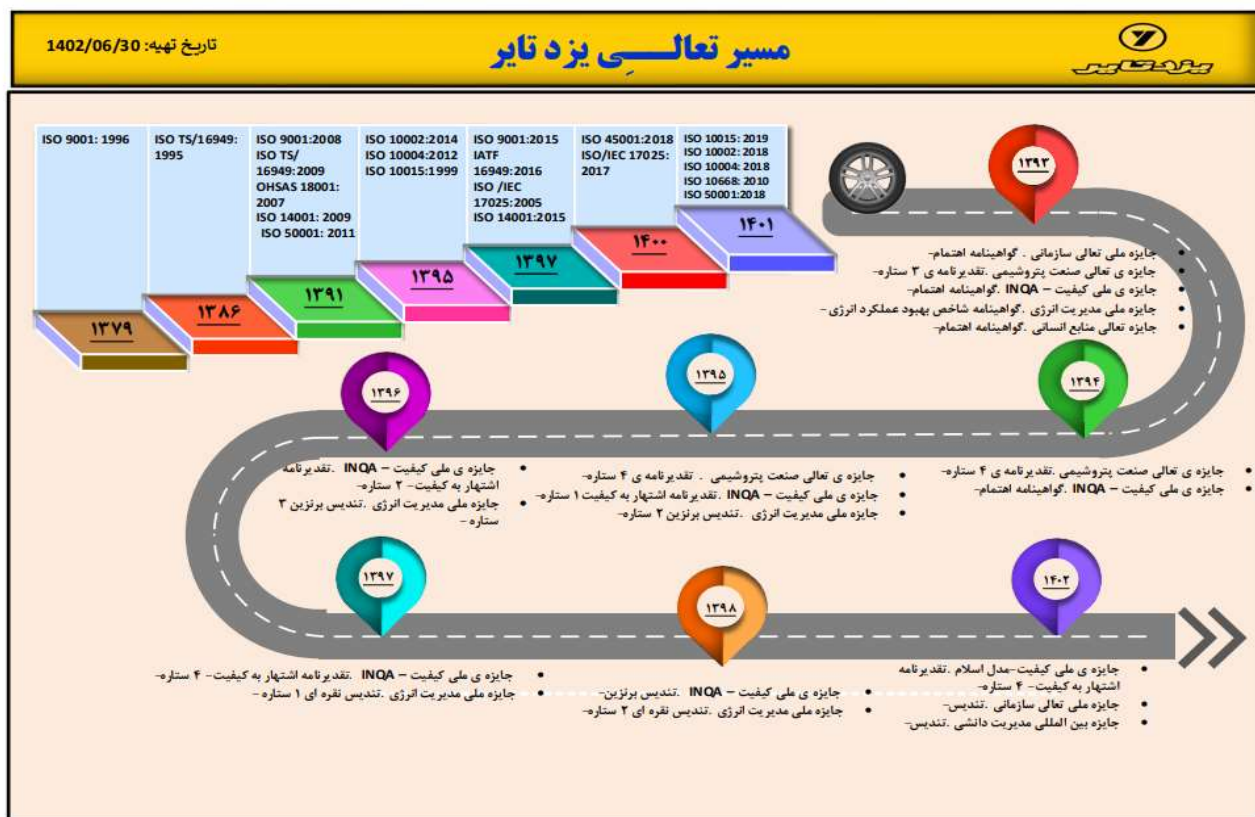 مسیر تعالـــیِ یزد تایر
تاریخ تهیه: 1402/06/30
یزدتایر
ISO 9001: 1996
۱۳۷۹
ISO TS/16949:
1995
۱۳۸۶
ISO 9001:2008
ISO TS/
16949:2009
OHSAS 18001:
2007
ISO 14001: 2009
ISO 50001: 2011
۱۳۹۱
ISO 10002:2014
ISO 10004:2012
ISO 10015:1999
۱۳۹۵
ISO 9001:2015
IATF
16949:2016
ISO /IEC
17025:2005
ISO 14001:2015
۱۳۹۷
ISO 45001:2018
ISO/IEC 17025:
2017
۱۴۰۰
ISO 10015: 2019
ISO 10002: 2018
ISO 10004: 2018
ISO 10668: 2010
ISO 50001:2018
۱۴۰۱
۱۳۹۳
• جایزه ملی تعالی سازمانی . گواهینامه اهتمام-
• جایزه ی تعالی صنعت پتروشیمی .تقدیرنامه ی ۳ ستاره-
• جایزه ی ملی کیفیت – INQA .گواهینامه اهتمام-
• جایزه ملی مدیریت انرژی .گواهینامه شاخص بهبود عملکرد انرژی -
• جایزه تعالی منابع انسانی .گواهینامه اهتمام-
۱۳۹۴
• جایزه ی تعالی صنعت پتروشیمی .تقدیرنامه ی ۴ ستاره-
• جایزه ی ملی کیفیت – INQA .گواهینامه اهتمام-
۱۳۹۵
• جایزه ی تعالی صنعت پتروشیمی . تقدیرنامه ی ۴ ستاره-
• جایزه ی ملی کیفیت – INQA .تقدیرنامه اشتهار به کیفیت ۱ ستاره-
• جایزه ملی مدیریت انرژی .تندیس برنزین ۲ ستاره-
۱۳۹۶
• جایزه ی ملی کیفیت – INQA .تقدیرنامه
اشتهار به کیفیت- ۲ ستاره-
• جایزه ملی مدیریت انرژی .تندیس برنزین ۳
ستاره -
۱۳۹۷
• جایزه ی ملی کیفیت – INQA .تقدیرنامه اشتهار به کیفیت- ۴ ستاره-
• جایزه ملی مدیریت انرژی .تندیس نقره ای ۱ ستاره -
۱۳۹۸
• جایزه ی ملی کیفیت – INQA .تندیس برنزین-
• جایزه ملی مدیریت انرژی .تندیس نقره ای ۲ ستاره-
۱۴۰۲
• جایزه ی ملی کیفیت-مدل اسلام .تقدیرنامه
اشتهار به کیفیت- ۴ ستاره-
• جایزه ملی تعالی سازمانی .تندیس-
• جایزه بین المللی مدیریت دانشی .تندیس-